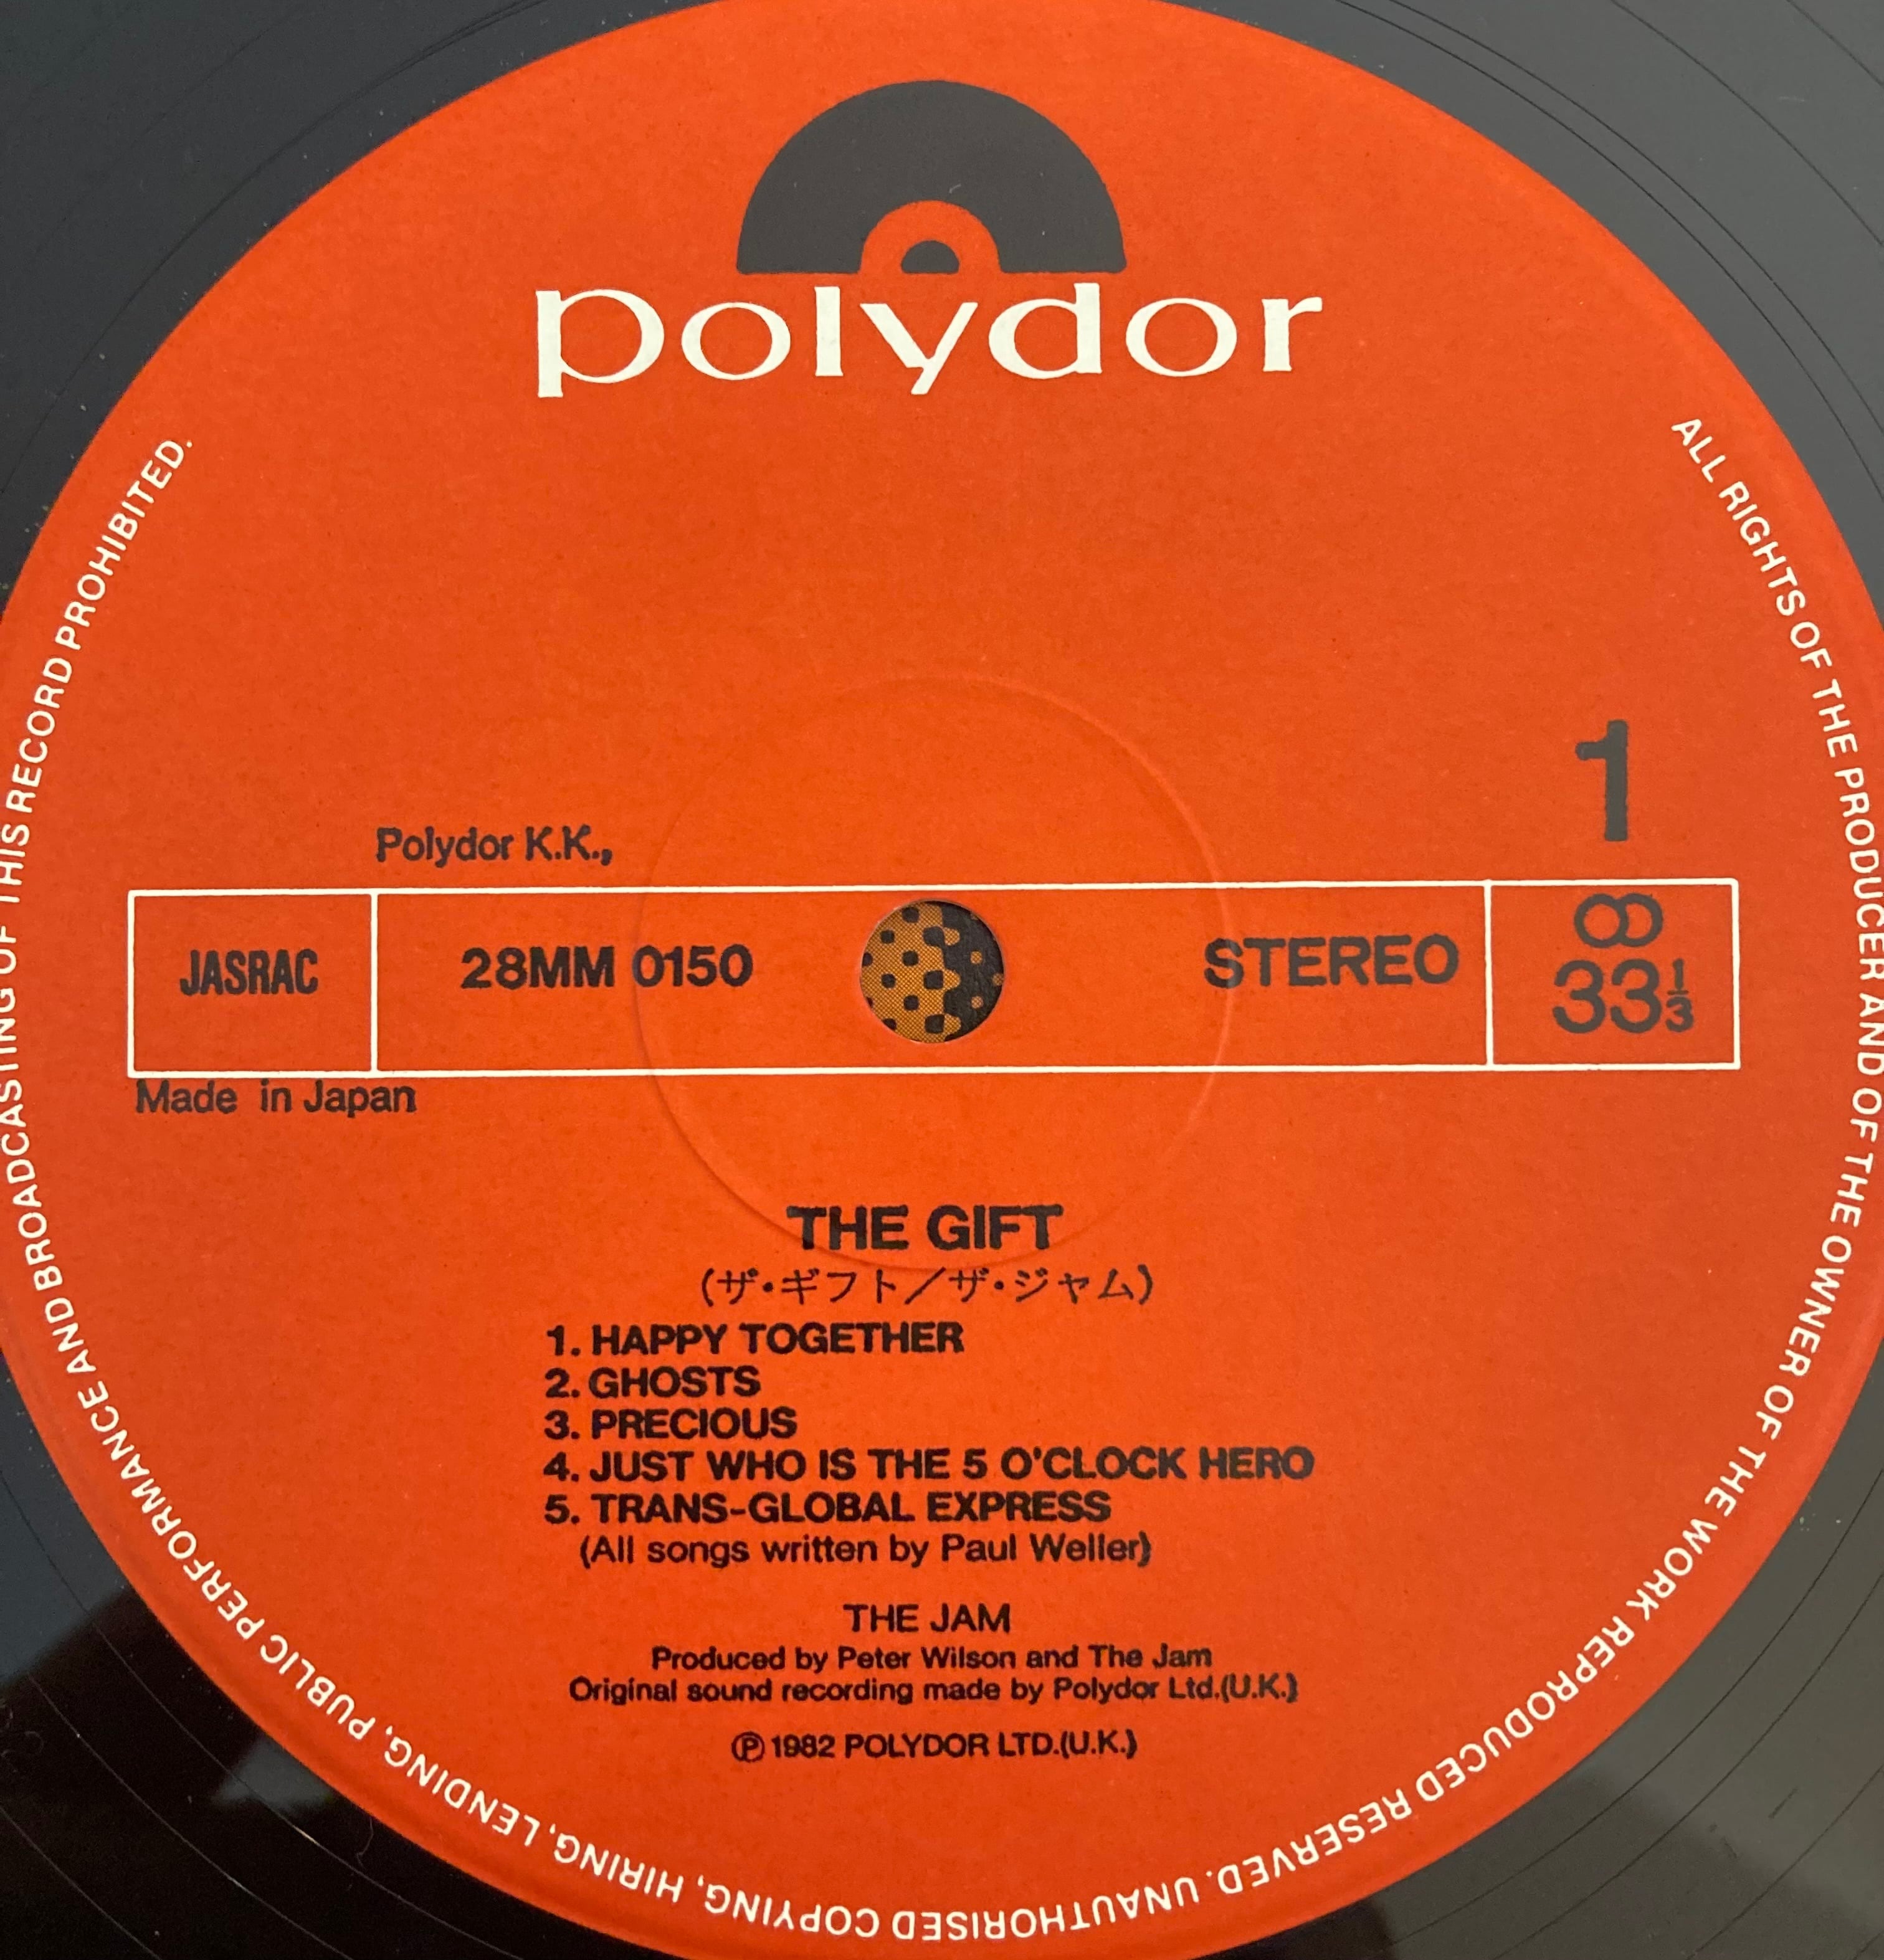 polydor
1
Polydor K.K.,
JASRAC
28MM 0150
STEREO
∞
33⅓
Made in Japan
THE GIFT
(ザ・ギフト／ザ・ジャム)
1. HAPPY TOGETHER
2. GHOSTS
3. PRECIOUS
4. JUST WHO IS THE 5 O'CLOCK HERO
5. TRANS-GLOBAL EXPRESS
(All songs written by Paul Weller)
THE JAM
Produced by Peter Wilson and The Jam
Original sound recording made by Polydor Ltd.(U.K.)
Ⓟ 1982 POLYDOR LTD.(U.K.)
ALL RIGHTS OF THE PRODUCER AND OF THE OWNER OF THE WORK REPRODUCED RESERVED. UNAUTHORISED COPYING, HIRING, LENDING, PUBLIC PERFORMANCE AND BROADCASTING OF THIS RECORD PROHIBITED.